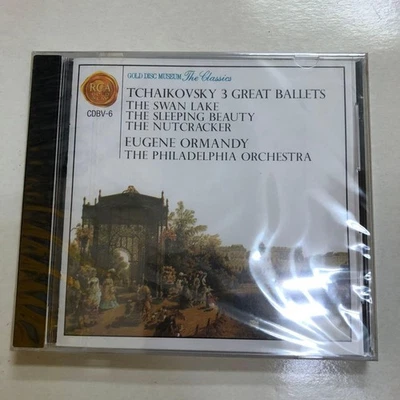 RCA
CDBV-6
GOLD DISC MUSEUM The Classics
TCHAIKOVSKY 3 GREAT BALLETS
THE SWAN LAKE
THE SLEEPING BEAUTY
THE NUTCRACKER
EUGENE ORMANDY
THE PHILADELPHIA ORCHESTRA